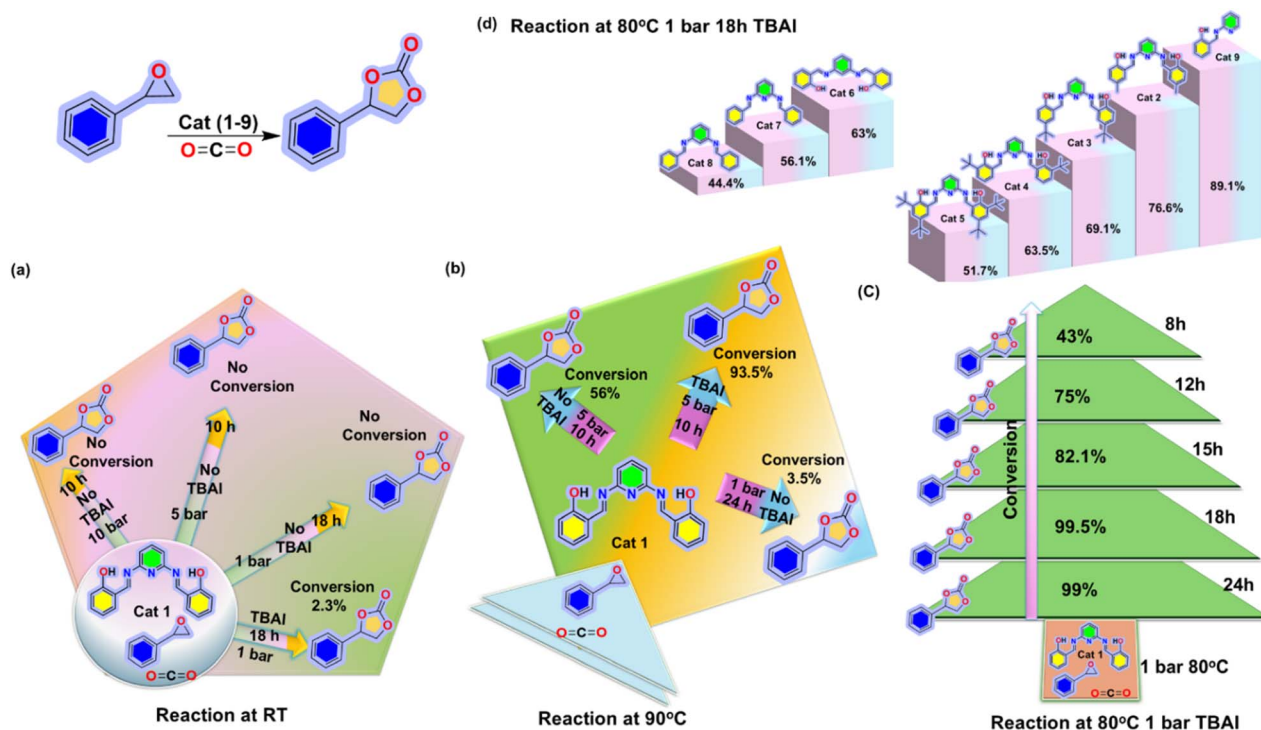 O
Cat (1-9)
O=C=O
O
O
O
(d) Reaction at 80°C 1 bar 18h TBAI
Cat 8
44.4%
Cat 7
56.1%
Cat 6
63%
Cat 5
51.7%
Cat 4
63.5%
Cat 3
69.1%
Cat 2
76.6%
Cat 9
89.1%
(a)
No
Conversion
10 h
No
TBAI
10 bar
No
Conversion
10 h
No
TBAI
5 bar
No
Conversion
18 h
No
TBAI
1 bar
Conversion
2.3%
TBAI
18 h
1 bar
OH
N
N
N
HO
Cat 1
O
O=C=O
Reaction at RT
(b)
Conversion
56%
No
TBAI
5 bar
10 h
Conversion
93.5%
TBAI
5 bar
10 h
Conversion
3.5%
1 bar
24 h
No
TBAI
OH
N
N
N
HO
Cat 1
O
O=C=O
Reaction at 90°C
(C)
Conversion
43%
8h
75%
12h
82.1%
15h
99.5%
18h
99%
24h
Cat 1
O=C=O
1 bar 80°C
Reaction at 80°C 1 bar TBAI